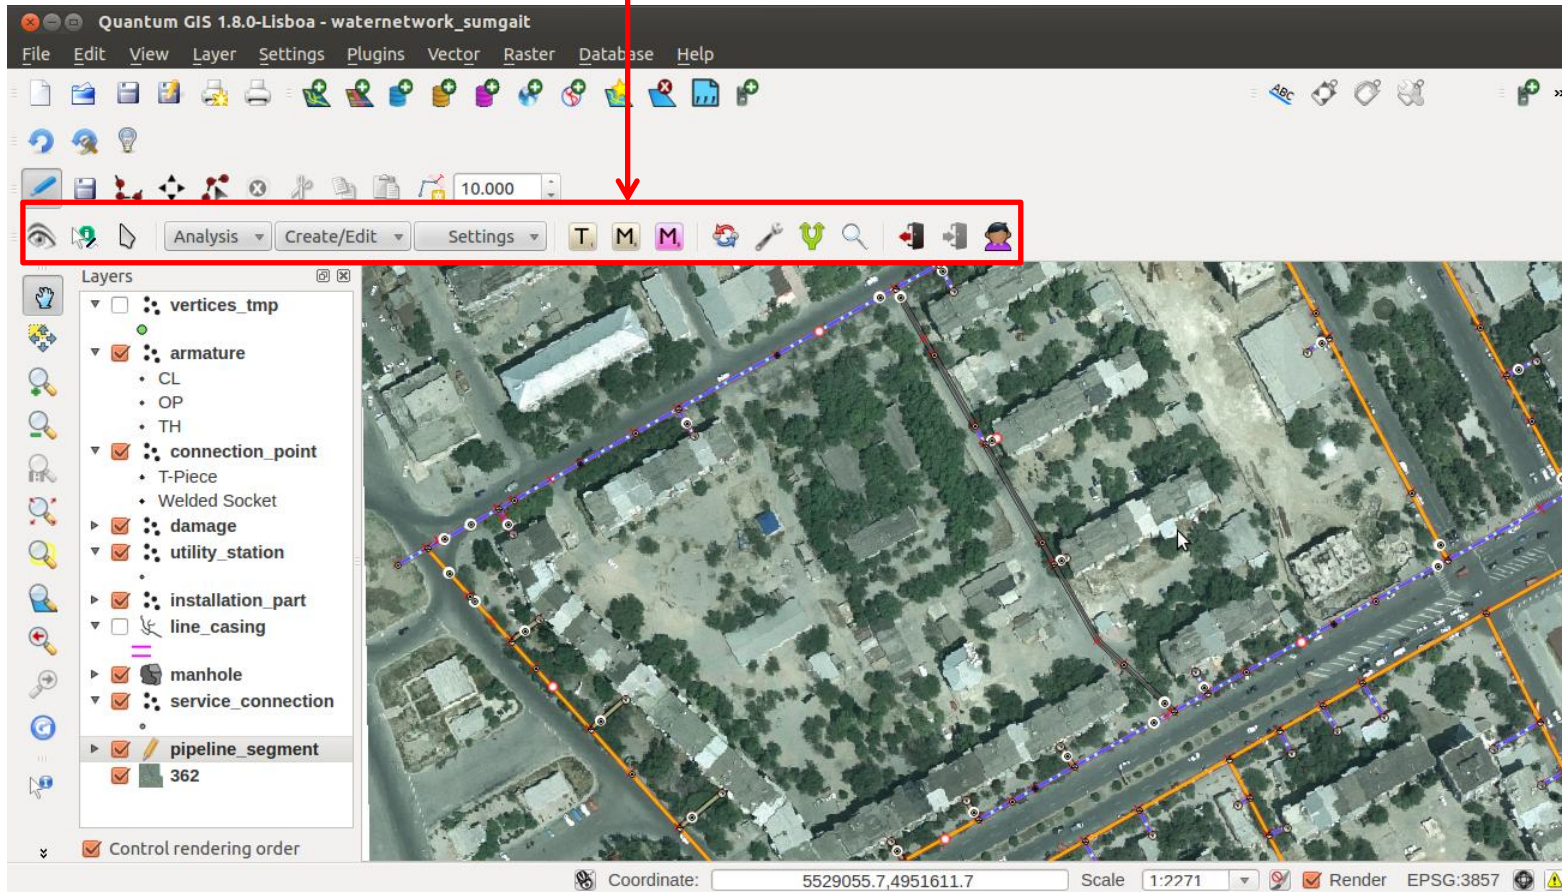 Quantum GIS 1.8.0-Lisboa - waternetwork_sumgait
File Edit View Layer Settings Plugins Vector Raster Database Help
ABC
»
10.000
Analysis Create/Edit Settings T M M
Layers
vertices_tmp
armature
CL
OP
TH
connection_point
T-Piece
Welded Socket
damage
utility_station
installation_part
line_casing
manhole
service_connection
pipeline_segment
362
Control rendering order
Coordinate: 5529055.7,4951611.7 Scale 1:2271 Render EPSG:3857